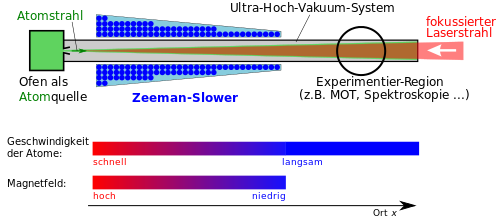 Atomstrahl
Ultra-Hoch-Vakuum-System
fokussierter
Laserstrahl
Ofen als
Atomquelle
Zeeman-Slower
Experimentier-Region
(z.B. MOT, Spektroskopie ...)
Geschwindigkeit
der Atome:
schnell
langsam
Magnetfeld:
hoch
niedrig
Ort x